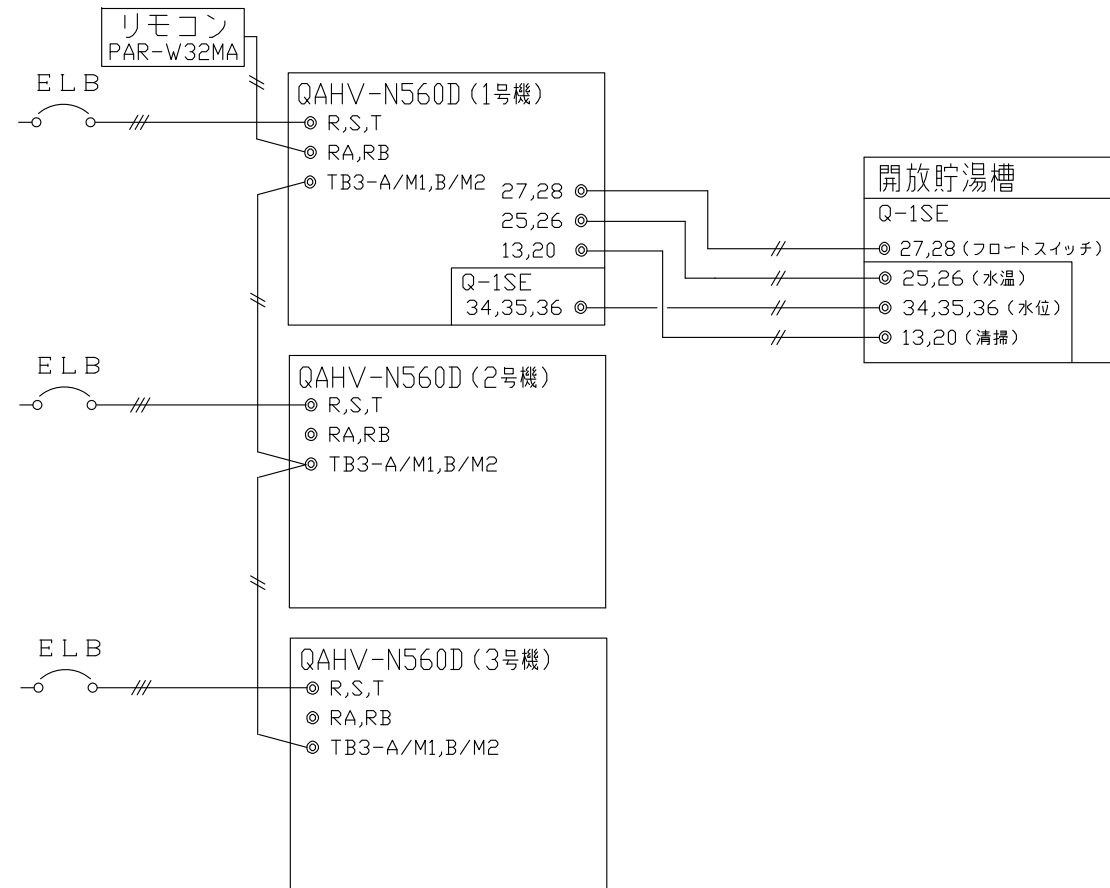 リモコン
PAR-W32MA
ELB
QAHV-N560D(1号機)
R,S,T
RA,RB
TB3-A/M1,B/M2
27,28
25,26
13,20
Q-1SE
34,35,36
開放貯湯槽
Q-1SE
27,28(フロートスイッチ)
25,26(水温)
34,35,36(水位)
13,20(清掃)
ELB
QAHV-N560D(2号機)
R,S,T
RA,RB
TB3-A/M1,B/M2
ELB
QAHV-N560D(3号機)
R,S,T
RA,RB
TB3-A/M1,B/M2